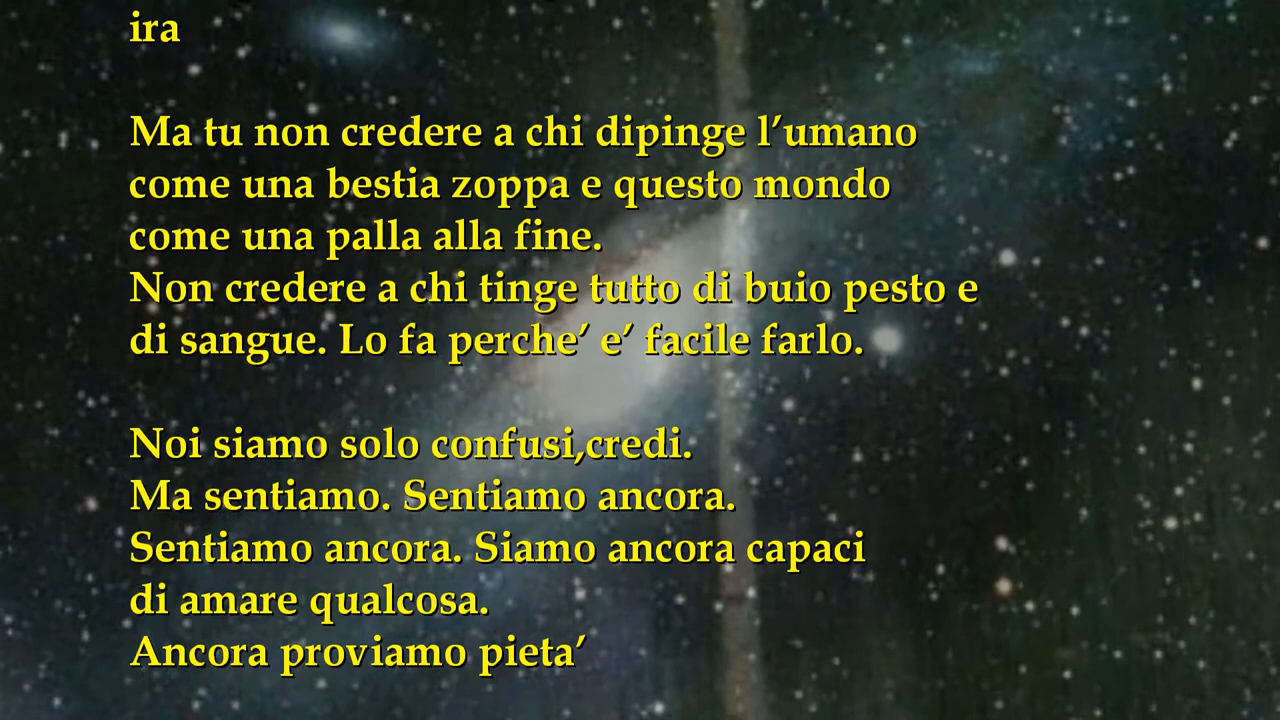 ira
Ma tu non credere a chi dipinge l’umano
come una bestia zoppa e questo mondo
come una palla alla fine.
Non credere a chi tinge tutto di buio pesto e
di sangue. Lo fa perche’ e’ facile farlo.
Noi siamo solo confusi,credi.
Ma sentiamo. Sentiamo ancora.
Sentiamo ancora. Siamo ancora capaci
di amare qualcosa.
Ancora proviamo pieta’